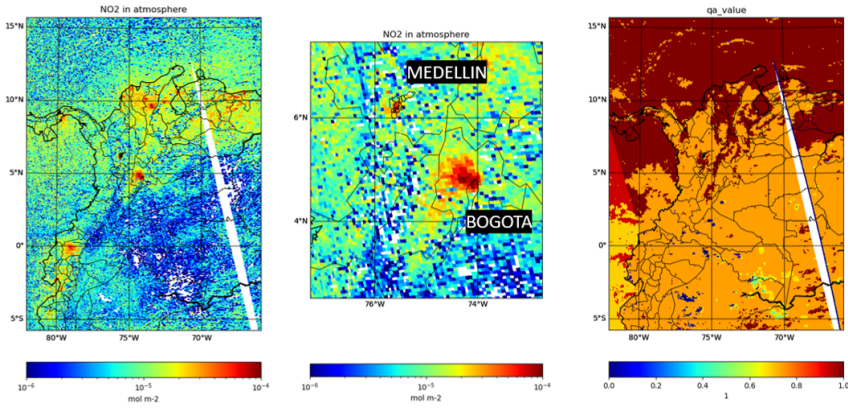 NO2 in atmosphere
15°N
10°N
5°N
0°
5°S
80°W 75°W 70°W
10⁻⁶ 10⁻⁵ 10⁻⁴
mol m-2
NO2 in atmosphere
MEDELLIN
6°N
4°N
BOGOTA
76°W 74°W
10⁻⁶ 10⁻⁵ 10⁻⁴
mol m-2
qa_value
15°N
10°N
5°N
0°
5°S
80°W 75°W 70°W
0.0 0.2 0.4 0.6 0.8 1.0
1